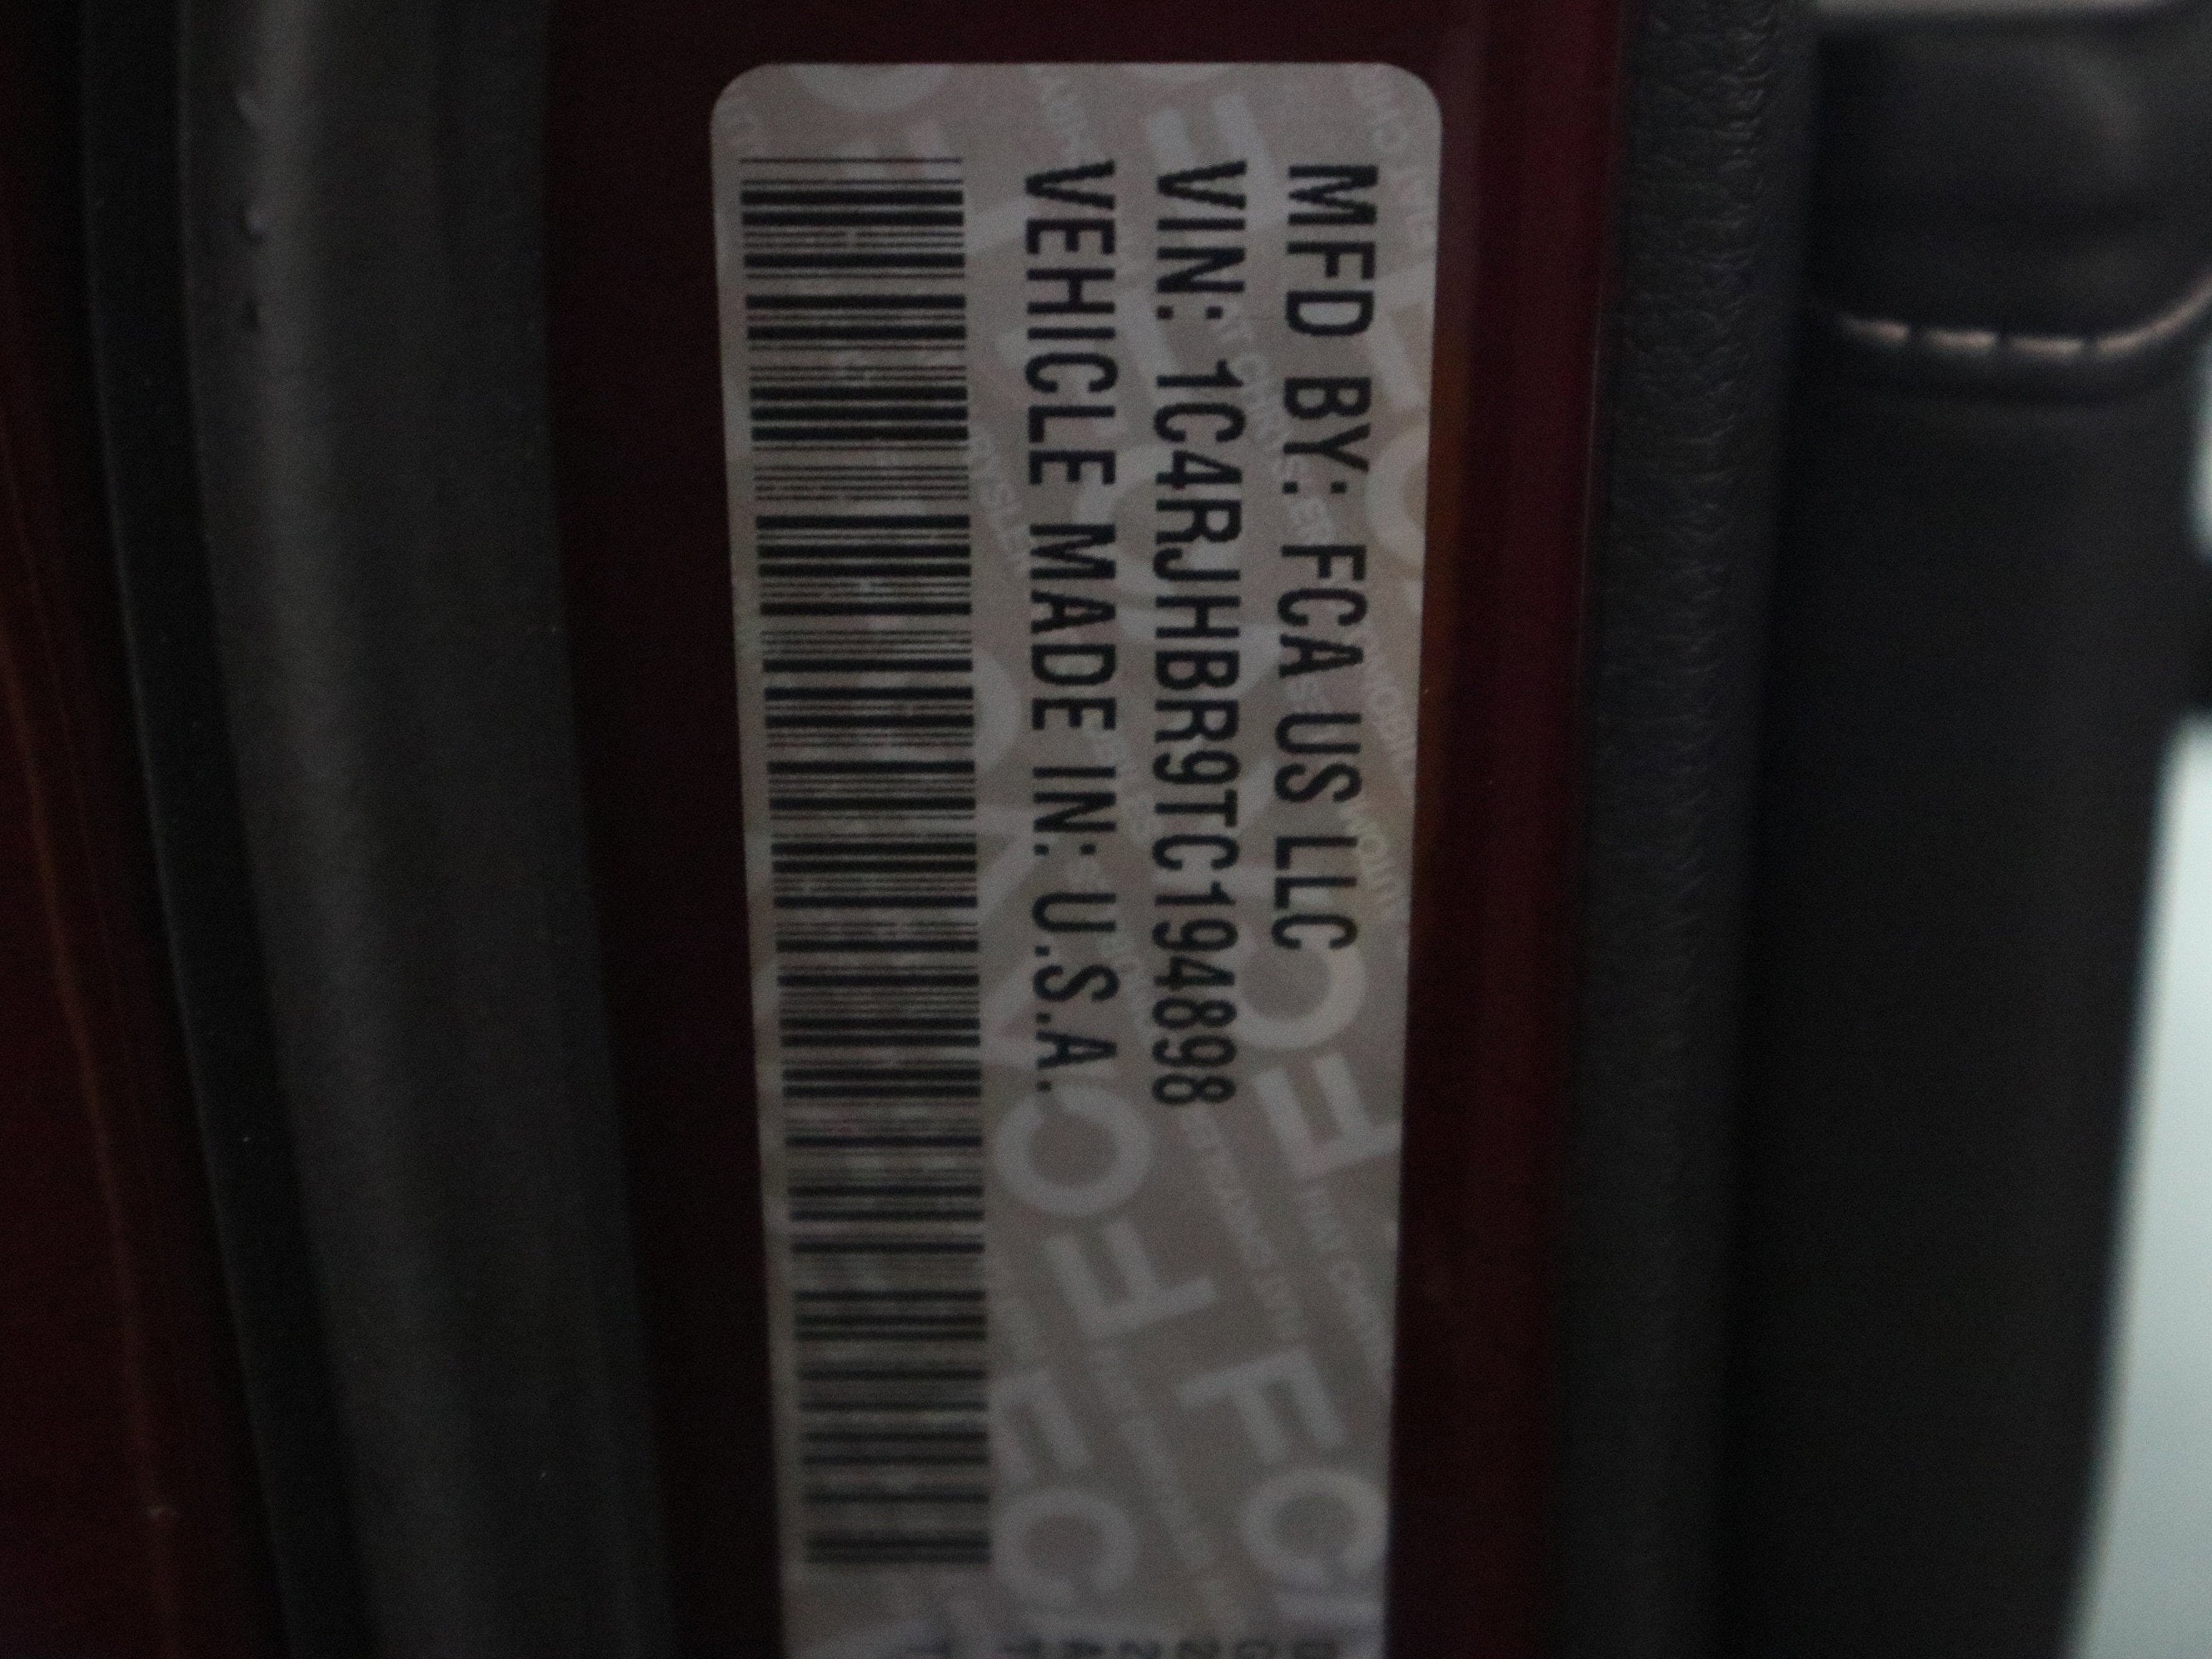 MFD BY: FCA US LLC
VIN: 1C4RJHBR9TC194898
VEHICLE MADE IN: U.S.A.